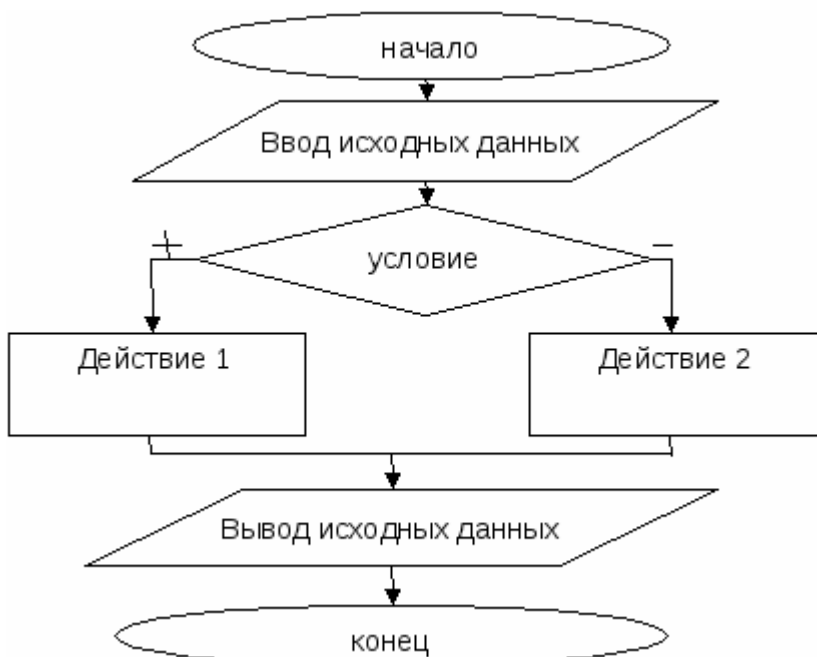 начало
Ввод исходных данных
+ −
условие
Действие 1
Действие 2
Вывод исходных данных
конец